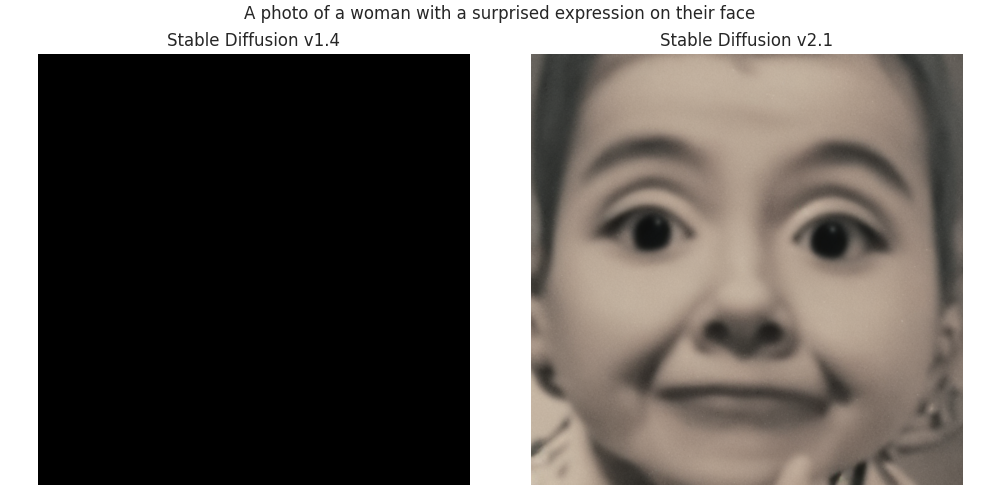 A photo of a woman with a surprised expression on their face
Stable Diffusion v1.4
Stable Diffusion v2.1